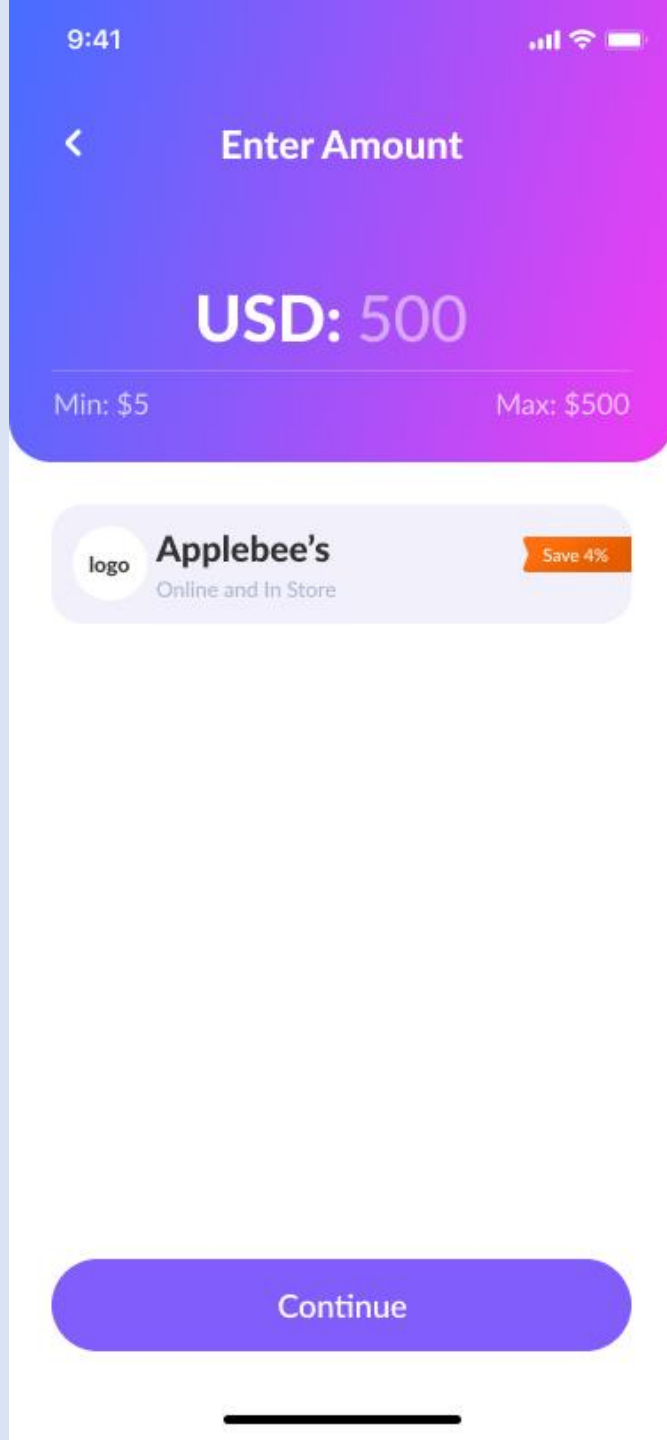 9:41
Enter Amount
USD: 500
Min: $5 Max: $500
logo
Applebee’s
Online and In Store
Save 4%
Continue